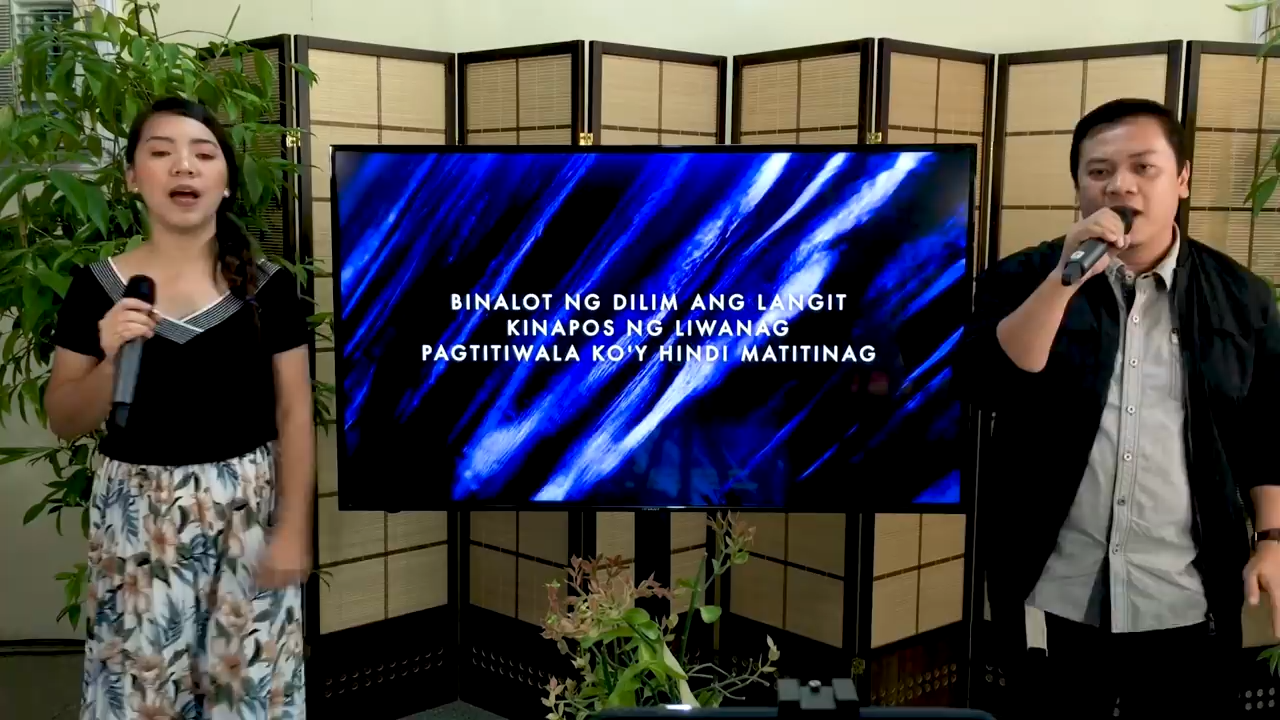 BINALOT NG DILIM ANG LANGIT
KINAPOS NG LIWANAG
PAGTITIWALA KO'Y HINDI MATITINAG